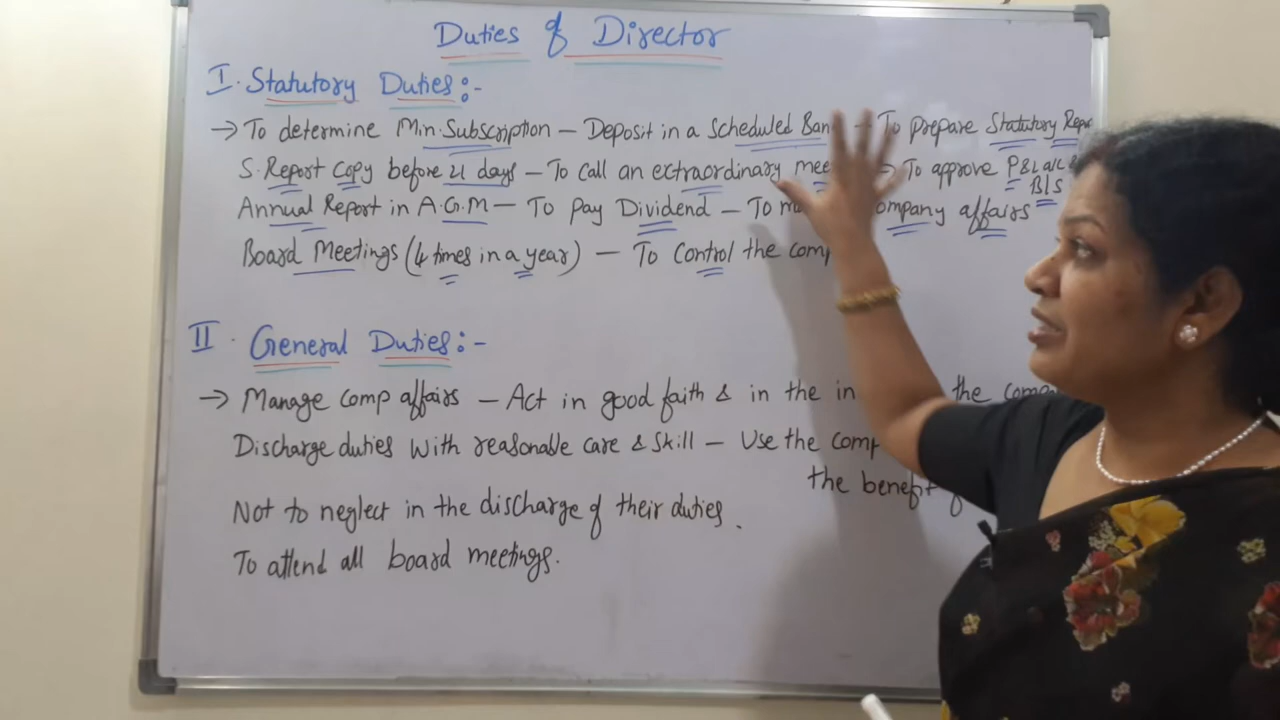 Duties of Director
I. Statutory Duties:-
→ To determine Min. Subscription - Deposit in a Scheduled Ban - To prepare Statutory Repo
S. Report Copy before 21 days - To Call an extraordinary mee To approve P&L a/c &
B/S
Annual Report in A.G.M - To Pay Dividend - To ompany affairs
Board Meetings (4 times in a year) - To Control the comp
II. General Duties:-
→ Manage Comp affairs - Act in good faith & in the in the compa
Discharge duties With reasonable care & Skill - Use the comp
the benefit
Not to neglect in the discharge of their duties.
To attend all board meetings.